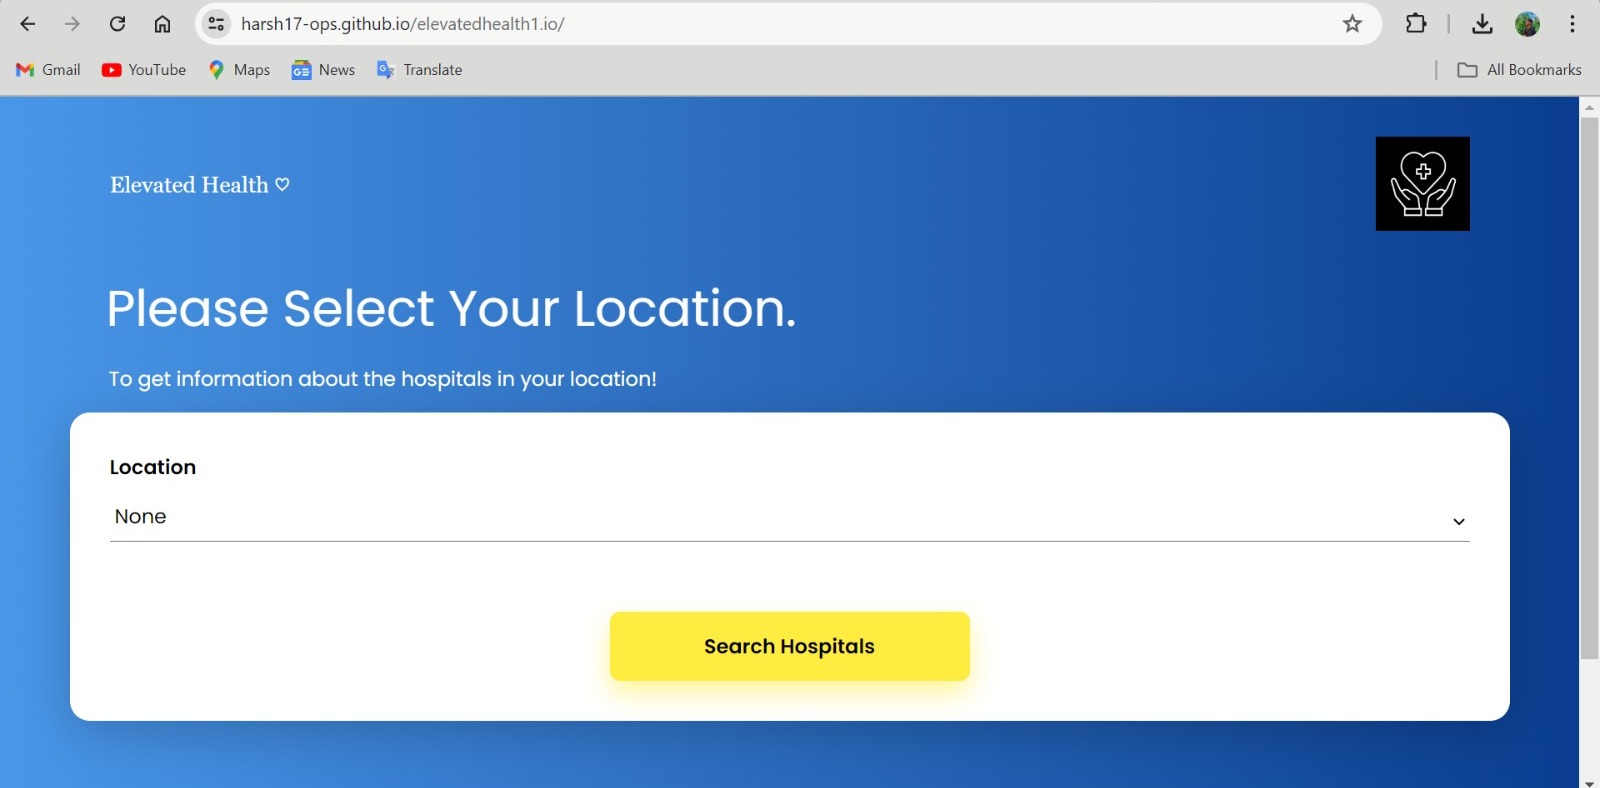 harsh17-ops.github.io/elevatedhealth1.io/
Gmail YouTube Maps News Translate All Bookmarks
Elevated Health ♡
Please Select Your Location.
To get information about the hospitals in your location!
Location
None
Search Hospitals